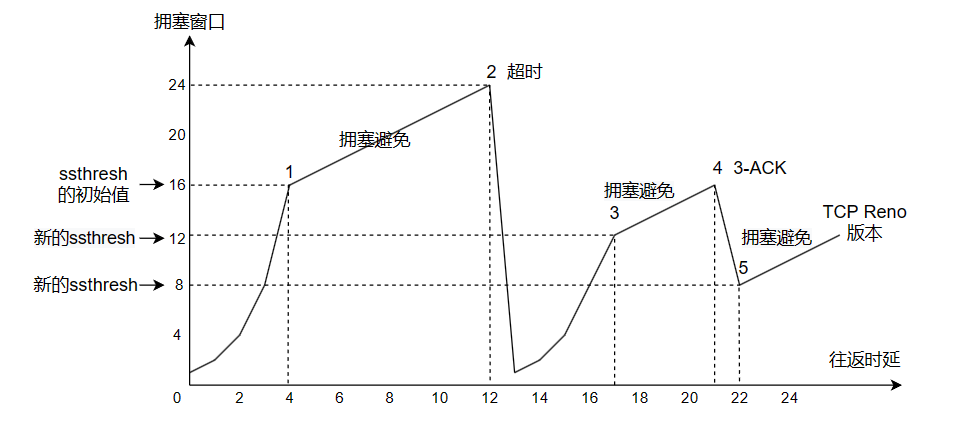 拥塞窗口
2 超时
24
拥塞避免
20
1
4 3-ACK
ssthresh
的初始值
16
拥塞避免
3
TCP Reno
版本
新的ssthresh
12
拥塞避免
5
新的ssthresh
8
4
往返时延
0 2 4 6 8 10 12 14 16 18 20 22 24